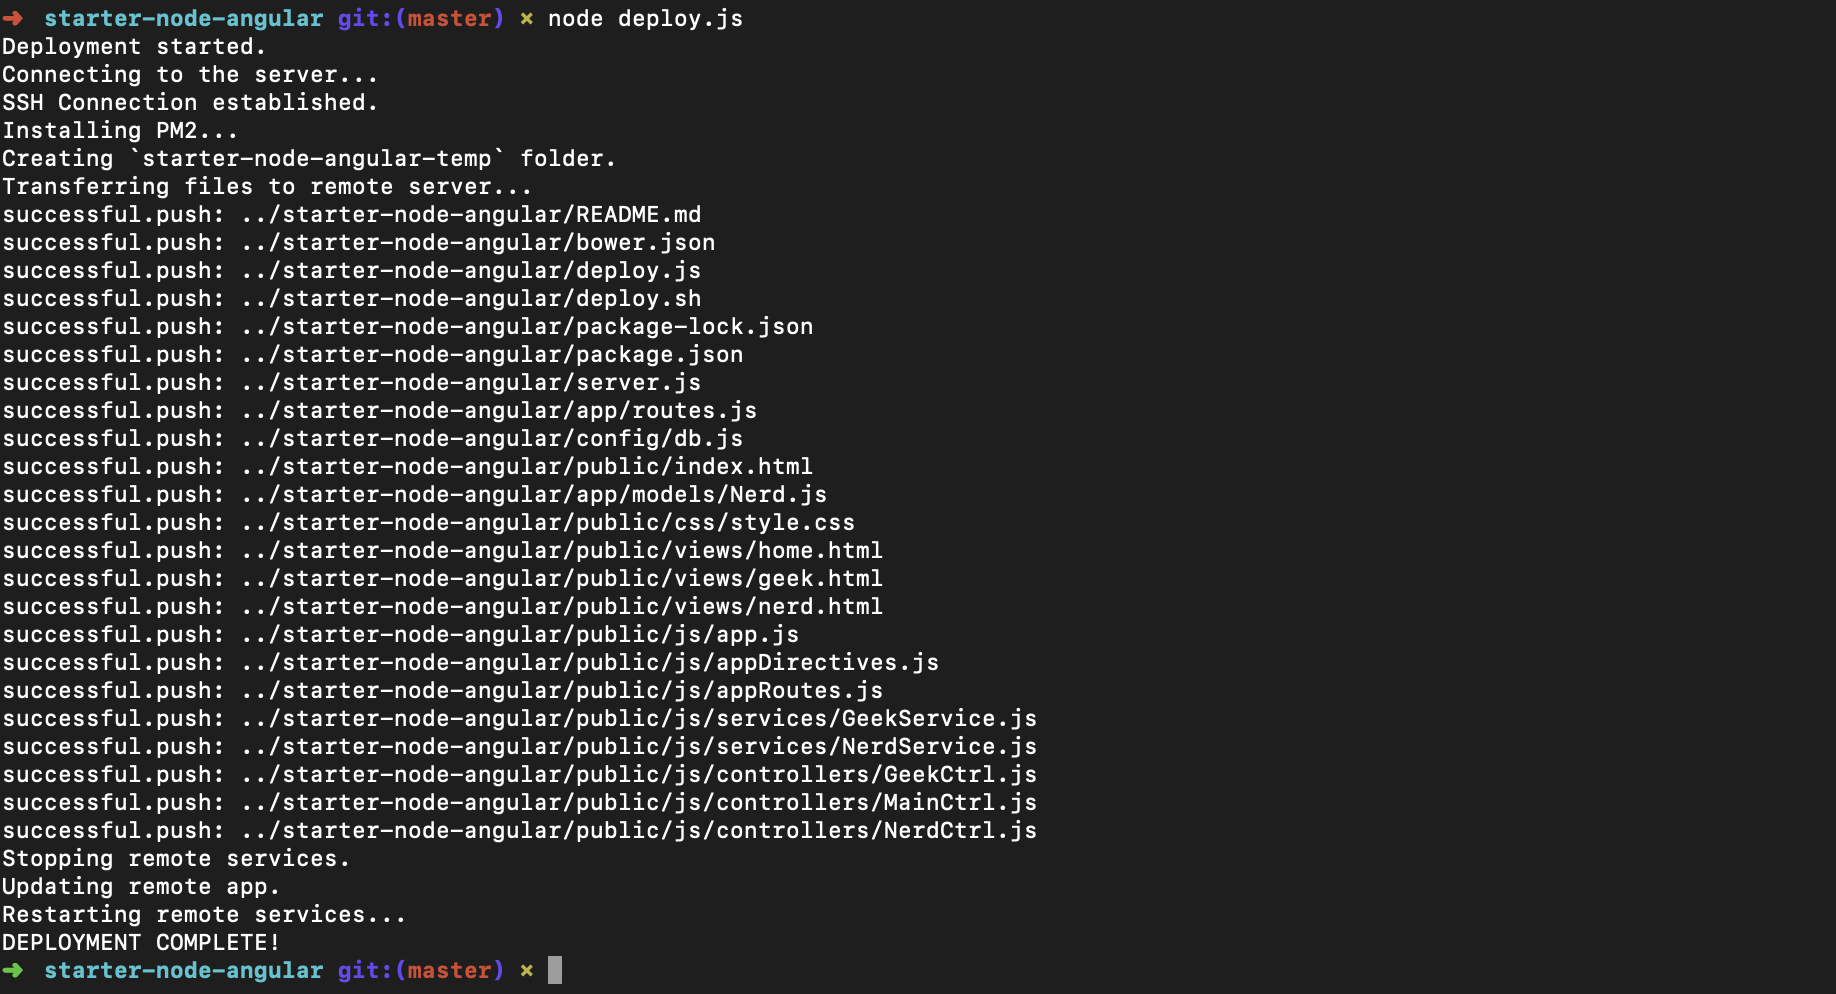 ➜  starter-node-angular git:(master) ✗ node deploy.js
Deployment started.
Connecting to the server...
SSH Connection established.
Installing PM2...
Creating `starter-node-angular-temp` folder.
Transferring files to remote server...
successful.push: ../starter-node-angular/README.md
successful.push: ../starter-node-angular/bower.json
successful.push: ../starter-node-angular/deploy.js
successful.push: ../starter-node-angular/deploy.sh
successful.push: ../starter-node-angular/package-lock.json
successful.push: ../starter-node-angular/package.json
successful.push: ../starter-node-angular/server.js
successful.push: ../starter-node-angular/app/routes.js
successful.push: ../starter-node-angular/config/db.js
successful.push: ../starter-node-angular/public/index.html
successful.push: ../starter-node-angular/app/models/Nerd.js
successful.push: ../starter-node-angular/public/css/style.css
successful.push: ../starter-node-angular/public/views/home.html
successful.push: ../starter-node-angular/public/views/geek.html
successful.push: ../starter-node-angular/public/views/nerd.html
successful.push: ../starter-node-angular/public/js/app.js
successful.push: ../starter-node-angular/public/js/appDirectives.js
successful.push: ../starter-node-angular/public/js/appRoutes.js
successful.push: ../starter-node-angular/public/js/services/GeekService.js
successful.push: ../starter-node-angular/public/js/services/NerdService.js
successful.push: ../starter-node-angular/public/js/controllers/GeekCtrl.js
successful.push: ../starter-node-angular/public/js/controllers/MainCtrl.js
successful.push: ../starter-node-angular/public/js/controllers/NerdCtrl.js
Stopping remote services.
Updating remote app.
Restarting remote services...
DEPLOYMENT COMPLETE!
➜  starter-node-angular git:(master) ✗